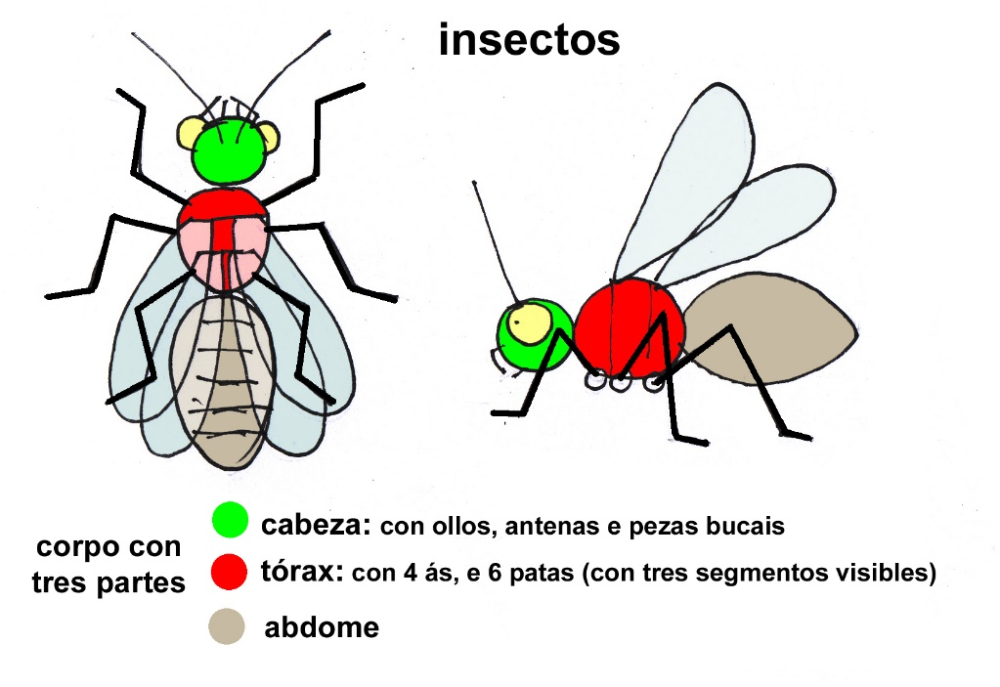 insectos
corpo con
tres partes
cabeza: con ollos, antenas e pezas bucais
tórax: con 4 ás, e 6 patas (con tres segmentos visibles)
abdome